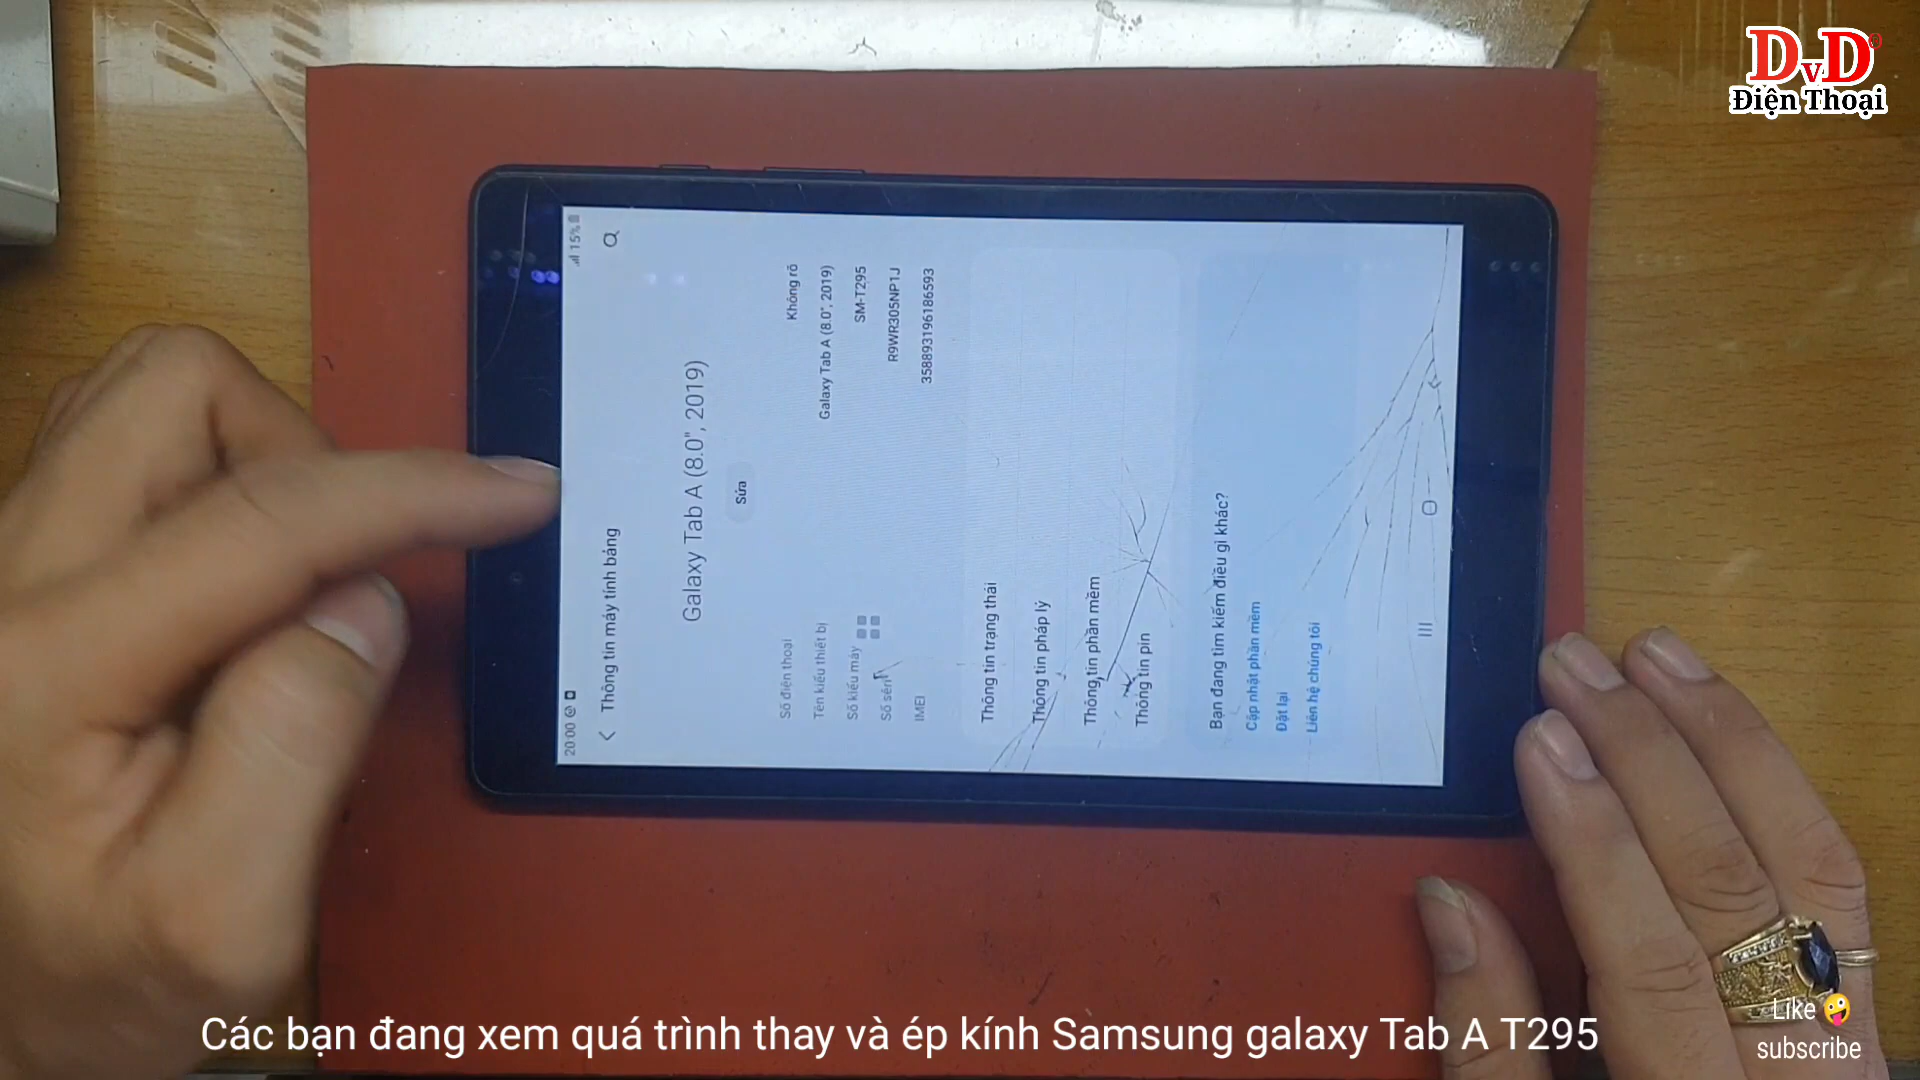 DVD
Điện Thoại
20:00
15%
Thông tin máy tính bảng
Galaxy Tab A (8.0", 2019)
Sửa
Số điện thoại Không rõ
Tên kiểu thiết bị Galaxy Tab A (8.0", 2019)
Số kiểu máy SM-T295
Số sêri R9WR305NP1J
IMEI 358893196186593
Thông tin trạng thái
Thông tin pháp lý
Thông tin phần mềm
Thông tin pin
Bạn đang tìm kiếm điều gì khác?
Cập nhật phần mềm
Đặt lại
Liên hệ chúng tôi
Các bạn đang xem quá trình thay và ép kính Samsung galaxy Tab A T295
Like 🤪
subscribe